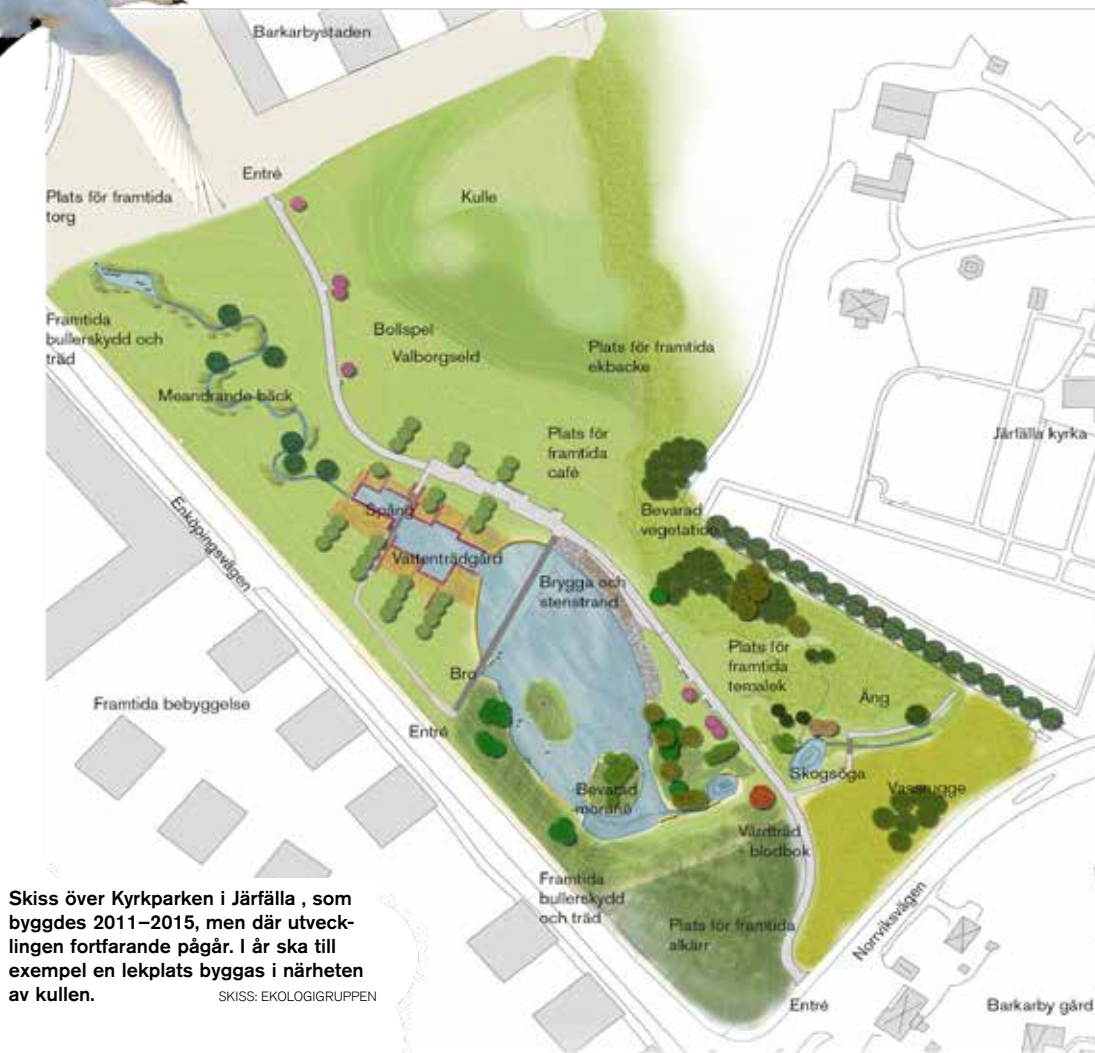 Barkarbystaden
Entré
Kulle
Plats för framtida
torg
Framtida
bullerskydd och
träd
Bollspel
Valborgseld
Plats för framtida
ekbacke
Meandrande bäck
Plats för
framtida
café
Järfälla kyrka
Spång
Bevarad
vegetation
Enköpingsvägen
Vattenträdgård
Brygga och
stenstrand
Plats för
framtida
temalek
Bro
Äng
Framtida bebyggelse
Entré
Skogsöga
Bevarad
morän
Vassrugge
Vårdträd
- blodbok
Framtida
bullerskydd
och träd
Plats för framtida
alkärr
Norrviksvägen
Entré
Barkarby gård
Skiss över Kyrkparken i Järfälla , som
byggdes 2011–2015, men där utveck-
lingen fortfarande pågår. I år ska till
exempel en lekplats byggas i närheten
av kullen.
SKISS: EKOLOGIGRUPPEN